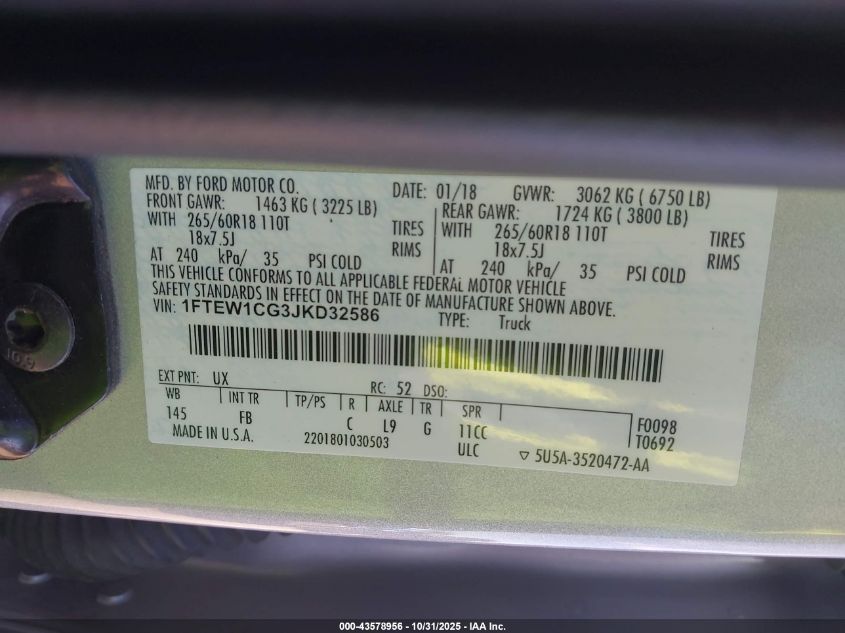 MFD. BY FORD MOTOR CO.
DATE: 01/18 GVWR: 3062 KG ( 6750 LB)
FRONT GAWR: 1463 KG ( 3225 LB)
REAR GAWR: 1724 KG ( 3800 LB)
WITH 265/60R18 110T TIRES
WITH 265/60R18 110T TIRES
18x7.5J RIMS
18x7.5J RIMS
AT 240 kPa/ 35 PSI COLD
AT 240 kPa/ 35 PSI COLD
THIS VEHICLE CONFORMS TO ALL APPLICABLE FEDERAL MOTOR VEHICLE
SAFETY STANDARDS IN EFFECT ON THE DATE OF MANUFACTURE SHOWN ABOVE.
VIN: 1FTEW1CG3JKD32586
TYPE: Truck
EXT PNT: UX RC: 52 DSO:
WB INT TR TP/PS R AXLE TR SPR
145 FB C L9 G 11CC F0098
MADE IN U.S.A. 2201801030503 ULC T0692
▽ 5U5A-3520472-AA
10.9
000-43578956 - 10/31/2025 - IAA Inc.